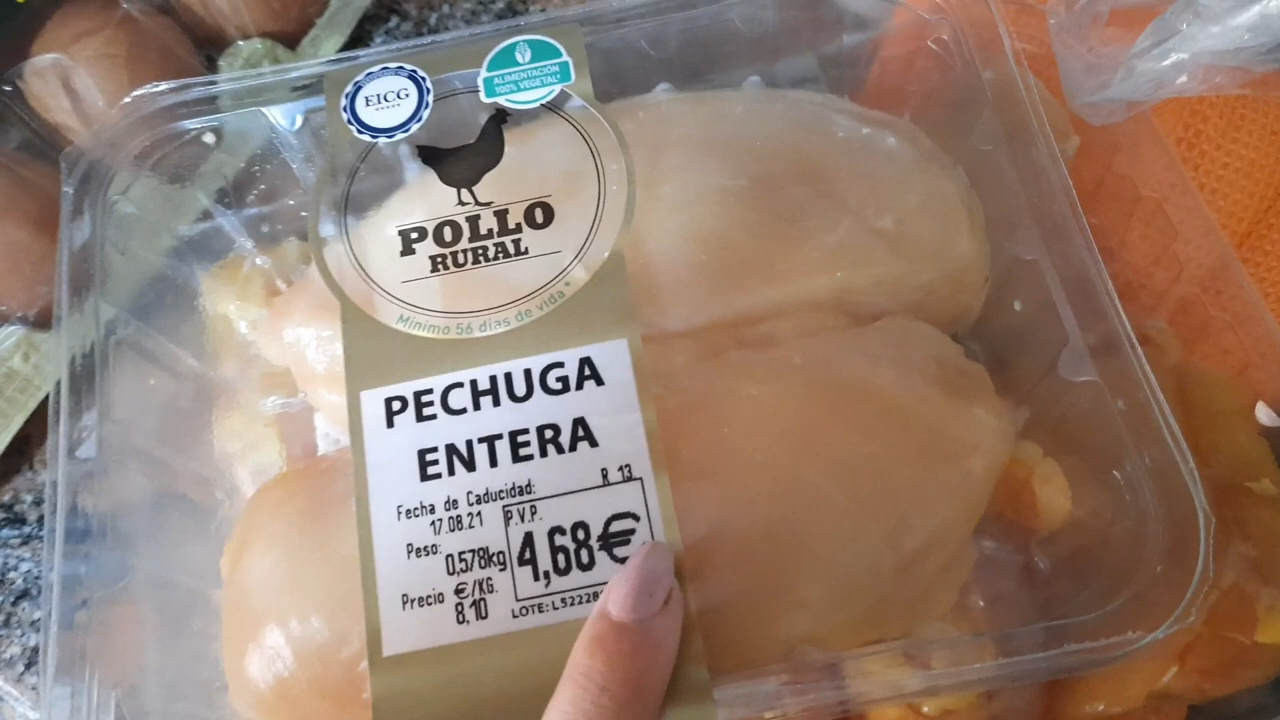 EICG
ALIMENTACIÓN
100% VEGETAL*
POLLO
RURAL
Mínimo 56 días de vida *
PECHUGA
ENTERA
R 13
Fecha de Caducidad:
17.08.21
P.V.P.
4,68€
Peso:
0,578kg
Precio €/KG.
8,10
LOTE: L52228